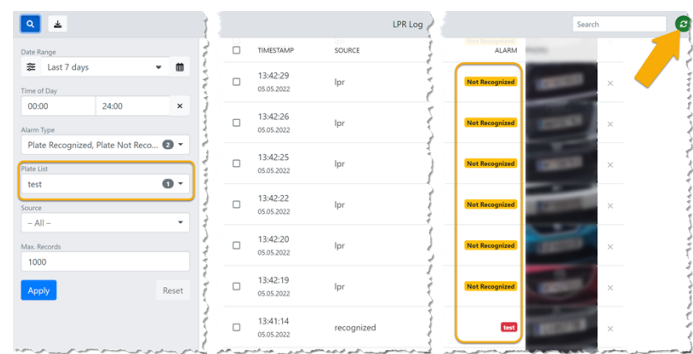 LPR Log
Search
Date Range
Last 7 days
Time of Day
00:00 24:00 ×
Alarm Type
Plate Recognized, Plate Not Reco... 2
Plate List
test 1
Source
-- All --
Max. Records
1000
Apply Reset
TIMESTAMP SOURCE ALARM
13:42:29 lpr Not Recognized ×
05.05.2022
13:42:26 lpr Not Recognized ×
05.05.2022
13:42:25 lpr Not Recognized ×
05.05.2022
13:42:22 lpr Not Recognized ×
05.05.2022
13:42:20 lpr Not Recognized ×
05.05.2022
13:42:19 lpr Not Recognized ×
05.05.2022
13:41:14 recognized test ×
05.05.2022